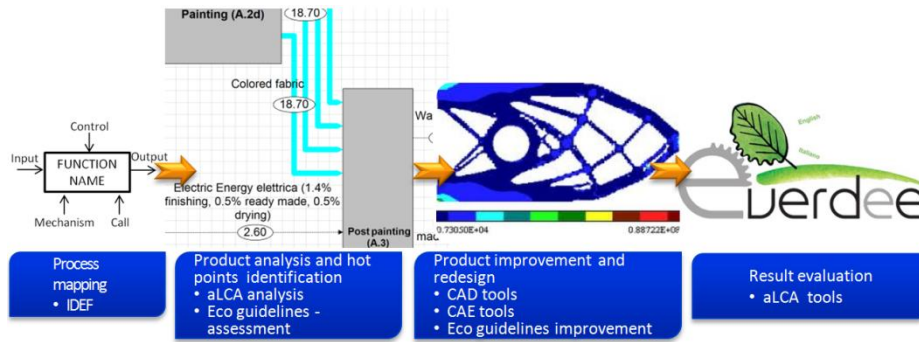 Control
Input
FUNCTION
NAME
Output
Mechanism
Call
Painting (A.2d)
18.70
Colored fabric
18.70
Electric Energy elettrica (1.4%
finishing, 0.5% ready made, 0.5%
drying)
2.60
Post painting
(A.3)
Wa
mad
0.73050E+04
0.88722E+08
English
Italiano
everdee
Process
mapping
• IDEF
Product analysis and hot
points identification
• aLCA analysis
• Eco guidelines -
assessment
Product improvement and
redesign
• CAD tools
• CAE tools
• Eco guidelines improvement
Result evaluation
• aLCA tools